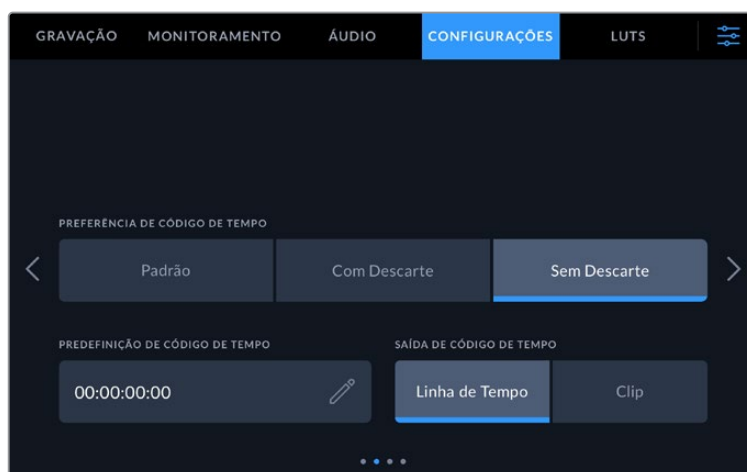 GRAVAÇÃO MONITORAMENTO ÁUDIO CONFIGURAÇÕES LUTS
PREFERÊNCIA DE CÓDIGO DE TEMPO
Padrão Com Descarte Sem Descarte
PREDEFINIÇÃO DE CÓDIGO DE TEMPO SAÍDA DE CÓDIGO DE TEMPO
00:00:00:00 Linha de Tempo Clip